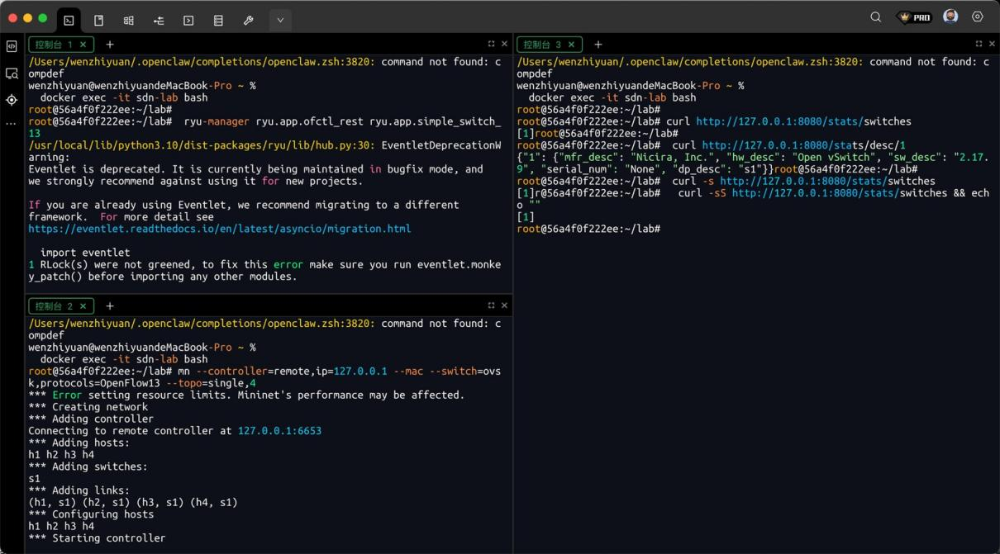 PRO
控制台 1 × +
/Users/wenzhiyuan/.openclaw/completions/openclaw.zsh:3820: command not found: c
ompdef
wenzhiyuan@wenzhiyuandeMacBook-Pro ~ %
  docker exec -it sdn-lab bash
root@56a4f0f222ee:~/lab#
root@56a4f0f222ee:~/lab#  ryu-manager ryu.app.ofctl_rest ryu.app.simple_switch_
13
/usr/local/lib/python3.10/dist-packages/ryu/lib/hub.py:30: EventletDeprecationW
arning:
Eventlet is deprecated. It is currently being maintained in bugfix mode, and
we strongly recommend against using it for new projects.

If you are already using Eventlet, we recommend migrating to a different
framework.  For more detail see
https://eventlet.readthedocs.io/en/latest/asyncio/migration.html

  import eventlet
1 RLock(s) were not greened, to fix this error make sure you run eventlet.monke
y_patch() before importing any other modules.
控制台 2 × +
/Users/wenzhiyuan/.openclaw/completions/openclaw.zsh:3820: command not found: c
ompdef
wenzhiyuan@wenzhiyuandeMacBook-Pro ~ %
  docker exec -it sdn-lab bash
root@56a4f0f222ee:~/lab# mn --controller=remote,ip=127.0.0.1 --mac --switch=ovs
k,protocols=OpenFlow13 --topo=single,4
*** Error setting resource limits. Mininet's performance may be affected.
*** Creating network
*** Adding controller
Connecting to remote controller at 127.0.0.1:6653
*** Adding hosts:
h1 h2 h3 h4
*** Adding switches:
s1
*** Adding links:
(h1, s1) (h2, s1) (h3, s1) (h4, s1)
*** Configuring hosts
h1 h2 h3 h4
*** Starting controller
控制台 3 × +
/Users/wenzhiyuan/.openclaw/completions/openclaw.zsh:3820: command not found: c
ompdef
wenzhiyuan@wenzhiyuandeMacBook-Pro ~ %
  docker exec -it sdn-lab bash
root@56a4f0f222ee:~/lab#
root@56a4f0f222ee:~/lab# curl http://127.0.0.1:8080/stats/switches
[1]root@56a4f0f222ee:~/lab#
root@56a4f0f222ee:~/lab#  curl http://127.0.0.1:8080/stats/desc/1
{"1": {"mfr_desc": "Nicira, Inc.", "hw_desc": "Open vSwitch", "sw_desc": "2.17.
9", "serial_num": "None", "dp_desc": "s1"}}root@56a4f0f222ee:~/lab#
root@56a4f0f222ee:~/lab#  curl -s http://127.0.0.1:8080/stats/switches
[1]r@56a4f0f222ee:~/lab#   curl -sS http://127.0.0.1:8080/stats/switches && ech
o ""
[1]
root@56a4f0f222ee:~/lab#